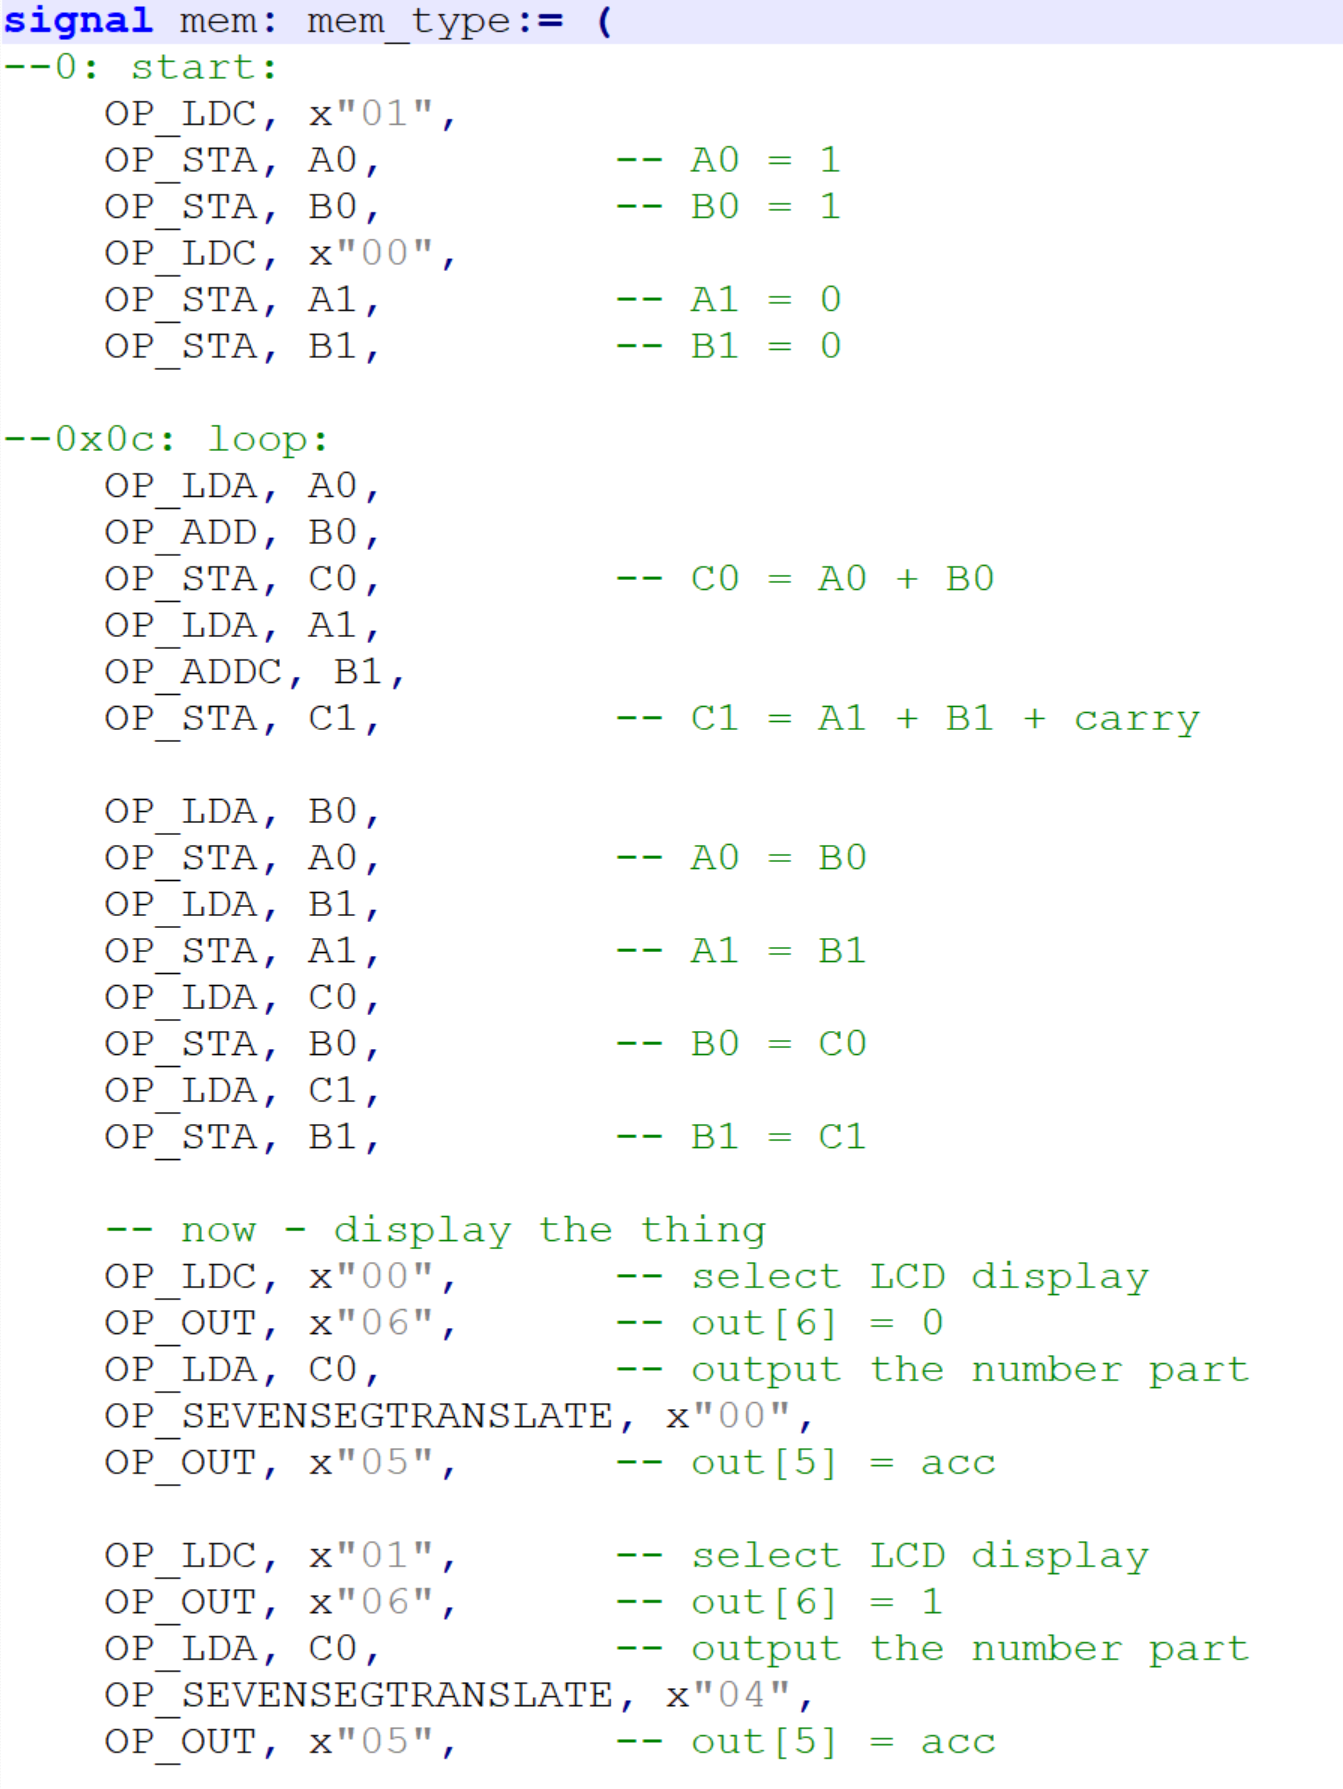 signal mem: mem_type:= (
--0: start:
OP_LDC, x"01",
OP_STA, A0, -- A0 = 1
OP_STA, B0, -- B0 = 1
OP_LDC, x"00",
OP_STA, A1, -- A1 = 0
OP_STA, B1, -- B1 = 0
--0x0c: loop:
OP_LDA, A0,
OP_ADD, B0,
OP_STA, C0, -- C0 = A0 + B0
OP_LDA, A1,
OP_ADDC, B1,
OP_STA, C1, -- C1 = A1 + B1 + carry
OP_LDA, B0,
OP_STA, A0, -- A0 = B0
OP_LDA, B1,
OP_STA, A1, -- A1 = B1
OP_LDA, C0,
OP_STA, B0, -- B0 = C0
OP_LDA, C1,
OP_STA, B1, -- B1 = C1
-- now - display the thing
OP_LDC, x"00", -- select LCD display
OP_OUT, x"06", -- out[6] = 0
OP_LDA, C0, -- output the number part
OP_SEVENSEGTRANSLATE, x"00",
OP_OUT, x"05", -- out[5] = acc
OP_LDC, x"01", -- select LCD display
OP_OUT, x"06", -- out[6] = 1
OP_LDA, C0, -- output the number part
OP_SEVENSEGTRANSLATE, x"04",
OP_OUT, x"05", -- out[5] = acc